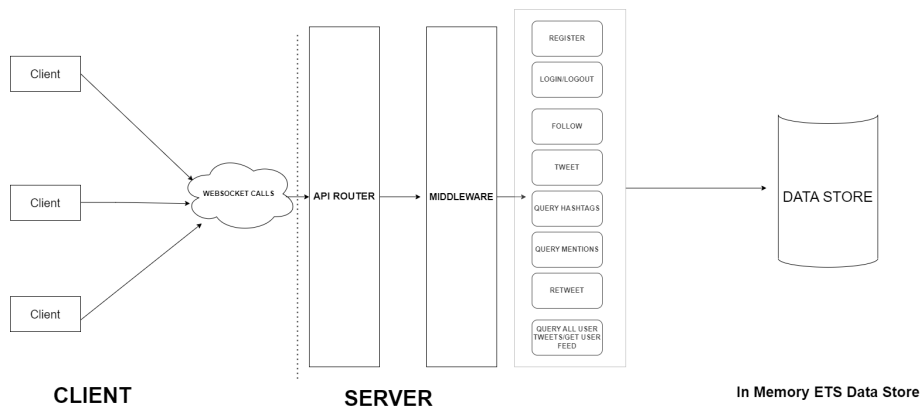 Client
Client
Client
WEBSOCKET CALLS
API ROUTER
MIDDLEWARE
REGISTER
LOGIN/LOGOUT
FOLLOW
TWEET
QUERY HASHTAGS
QUERY MENTIONS
RETWEET
QUERY ALL USER
TWEETS/GET USER
FEED
DATA STORE
CLIENT
SERVER
In Memory ETS Data Store